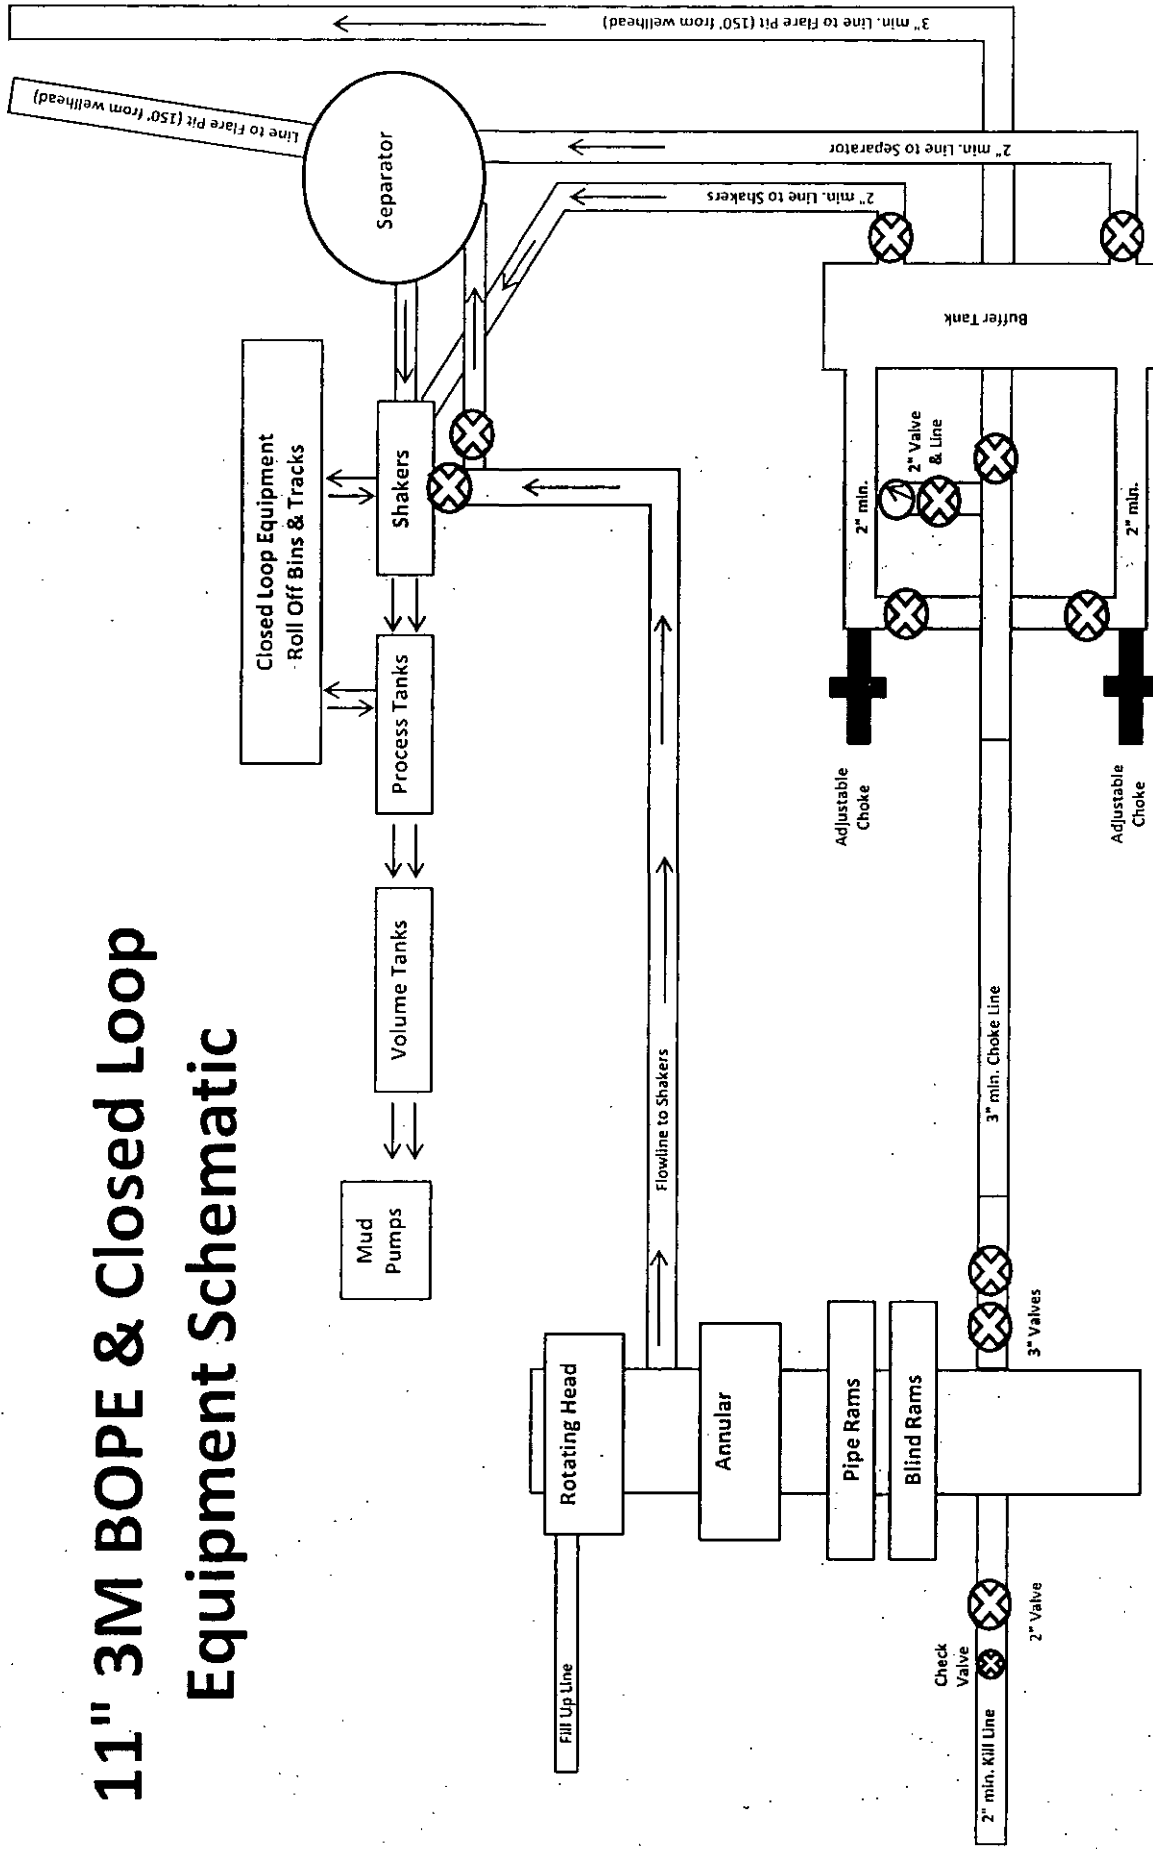 11" 3M BOPE & Closed Loop
Equipment Schematic
Closed Loop Equipment
Roll Off Bins & Tracks
Mud
Pumps
Volume Tanks
Process Tanks
Shakers
Separator
Line to Flare Pit (150' from wellhead)
3" min. Line to Flare Pit (150' from wellhead)
2" min. Line to Separator
2" min. Line to Shakers
Fill Up Line
Rotating Head
Flowline to Shakers
Annular
Pipe Rams
Blind Rams
Adjustable
Choke
2" min.
2" Valve
& Line
Buffer Tank
Check
Valve
2" min. Kill Line
2" Valve
3" Valves
3" min. Choke Line
2" min.
Adjustable
Choke